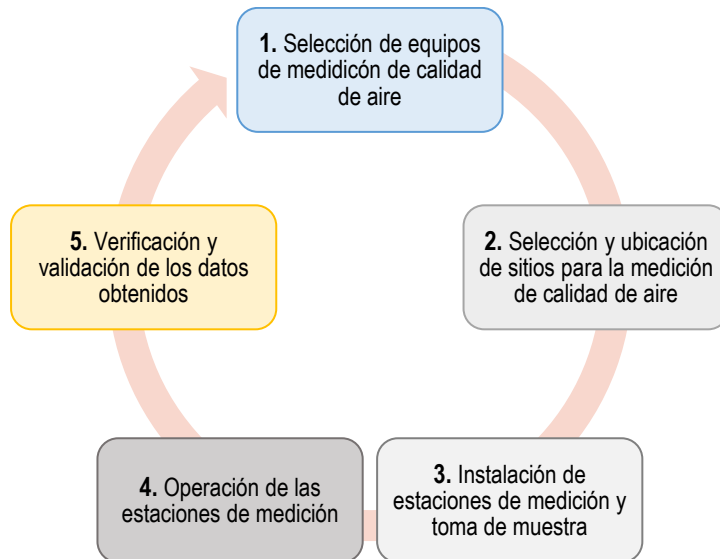 1. Selección de equipos
de medidicón de calidad
de aire
2. Selección y ubicación
de sitios para la medición
de calidad de aire
3. Instalación de
estaciones de medición y
toma de muestra
4. Operación de las
estaciones de medición
5. Verificación y
validación de los datos
obtenidos